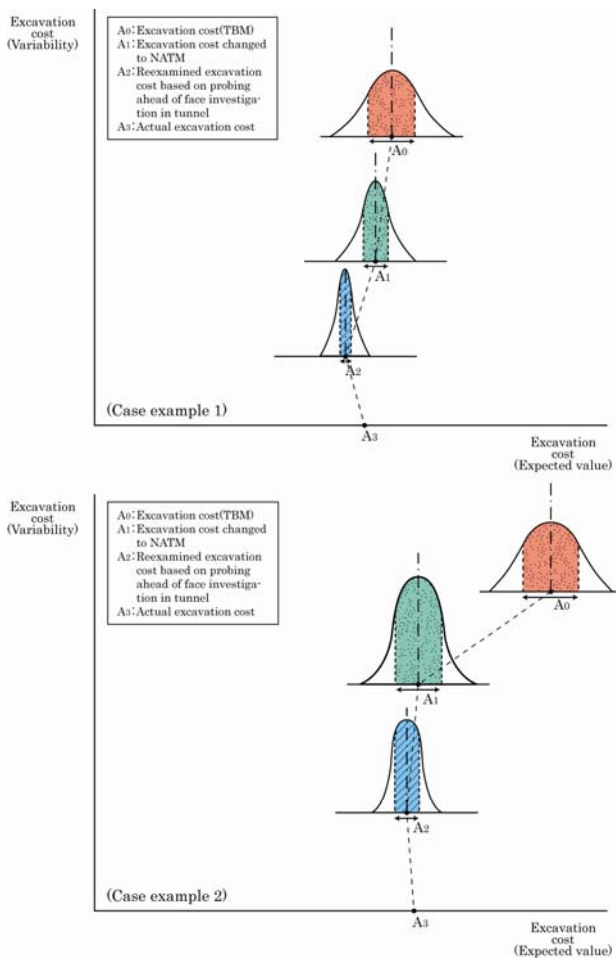 Excavation
cost
(Variability)
A0:Excavation cost(TBM)
A1:Excavation cost changed
to NATM
A2:Reexamined excavation
cost based on probing
ahead of face investiga-
tion in tunnel
A3:Actual excavation cost
A0
A1
A2
(Case example 1)
A3
Excavation
cost
(Expected value)
Excavation
cost
(Variability)
A0:Excavation cost(TBM)
A1:Excavation cost changed
to NATM
A2:Reexamined excavation
cost based on probing
ahead of face investiga-
tion in tunnel
A3:Actual excavation cost
A0
A1
A2
(Case example 2)
A3
Excavation
cost
(Expected value)